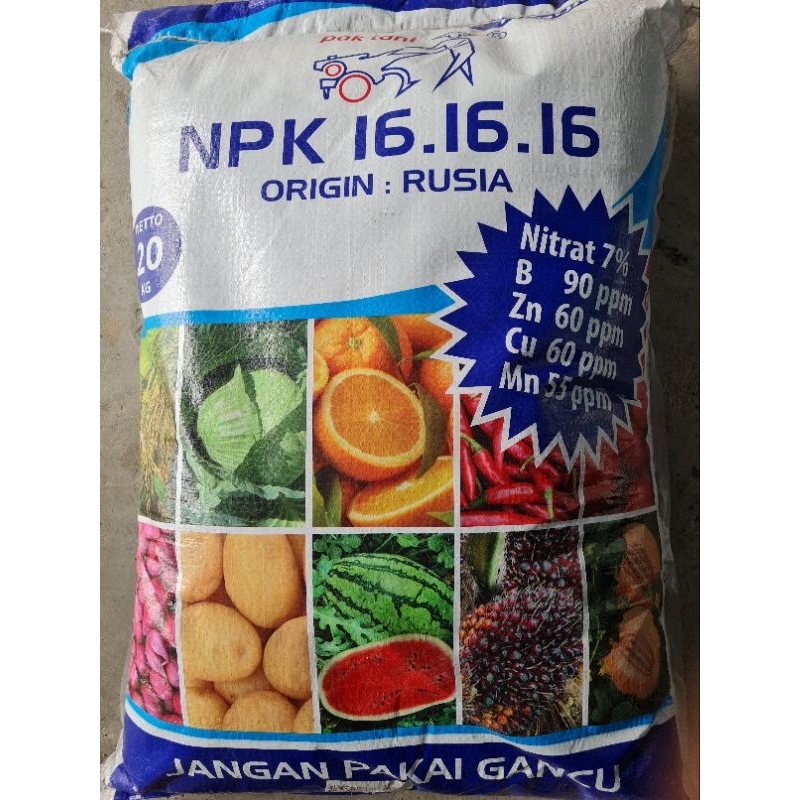 pak tani
NPK 16.16.16
ORIGIN : RUSIA
NETTO
20
KG
Nitrat 7%
B 90 ppm
Zn 60 ppm
Cu 60 ppm
Mn 55 ppm
JANGAN PAKAI GANCU